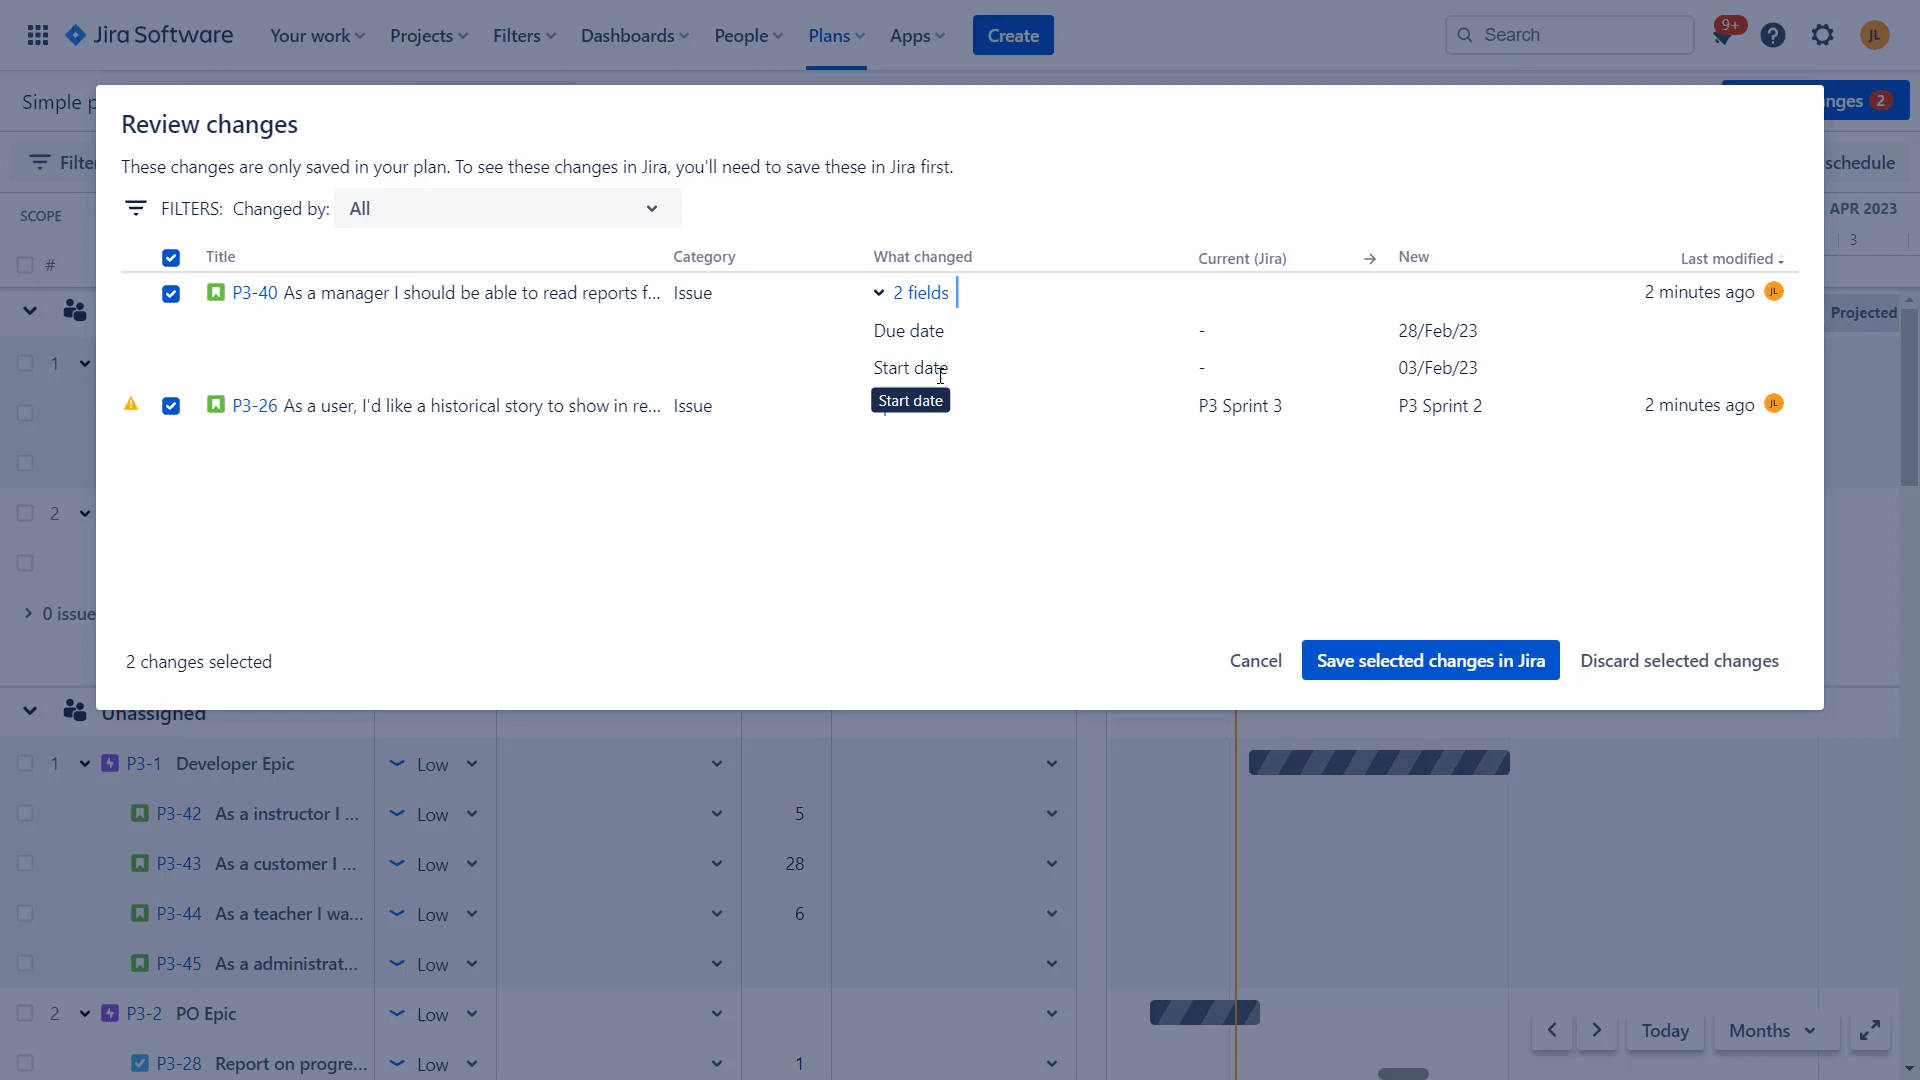 Jira Software Your work Projects Filters Dashboards People Plans Apps Create Search 9+ JL
Simple p nges 2
Review changes
These changes are only saved in your plan. To see these changes in Jira, you'll need to save these in Jira first.
Filte schedule
FILTERS: Changed by: All
SCOPE APR 2023
3
#
Title Category What changed Current (Jira) → New Last modified
P3-40 As a manager I should be able to read reports f... Issue 2 fields 2 minutes ago JL
Projected
Due date - 28/Feb/23
1 Start date - 03/Feb/23
Start date
P3-26 As a user, I'd like a historical story to show in re... Issue P3 Sprint 3 P3 Sprint 2 2 minutes ago JL
2
0 issue
2 changes selected Cancel Save selected changes in Jira Discard selected changes
Unassigned
1 P3-1 Developer Epic Low
P3-42 As a instructor I ... Low 5
P3-43 As a customer I ... Low 28
P3-44 As a teacher I wa... Low 6
P3-45 As a administrat... Low
2 P3-2 PO Epic Low
Today Months
P3-28 Report on progre... Low 1